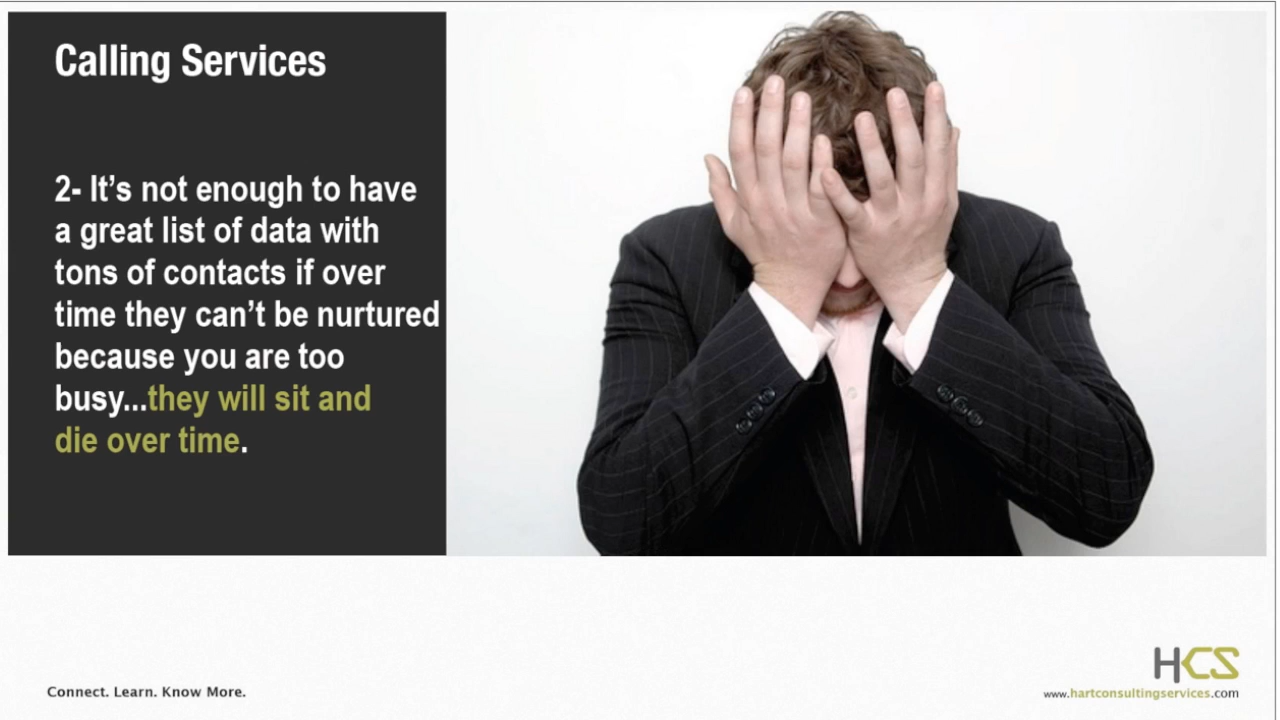 Calling Services
2- It’s not enough to have
a great list of data with
tons of contacts if over
time they can’t be nurtured
because you are too
busy...they will sit and
die over time.
HCS
Connect. Learn. Know More.
www.hartconsultingservices.com